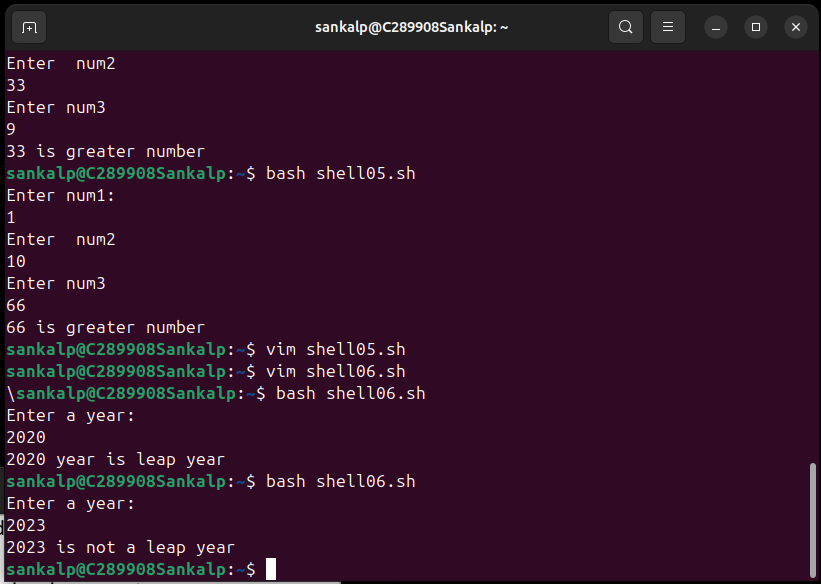 sankalp@C289908Sankalp: ~
Enter  num2
33
Enter num3
9
33 is greater number
sankalp@C289908Sankalp:~$ bash shell05.sh
Enter num1:
1
Enter  num2
10
Enter num3
66
66 is greater number
sankalp@C289908Sankalp:~$ vim shell05.sh
sankalp@C289908Sankalp:~$ vim shell06.sh
\sankalp@C289908Sankalp:~$ bash shell06.sh
Enter a year:
2020
2020 year is leap year
sankalp@C289908Sankalp:~$ bash shell06.sh
Enter a year:
2023
2023 is not a leap year
sankalp@C289908Sankalp:~$